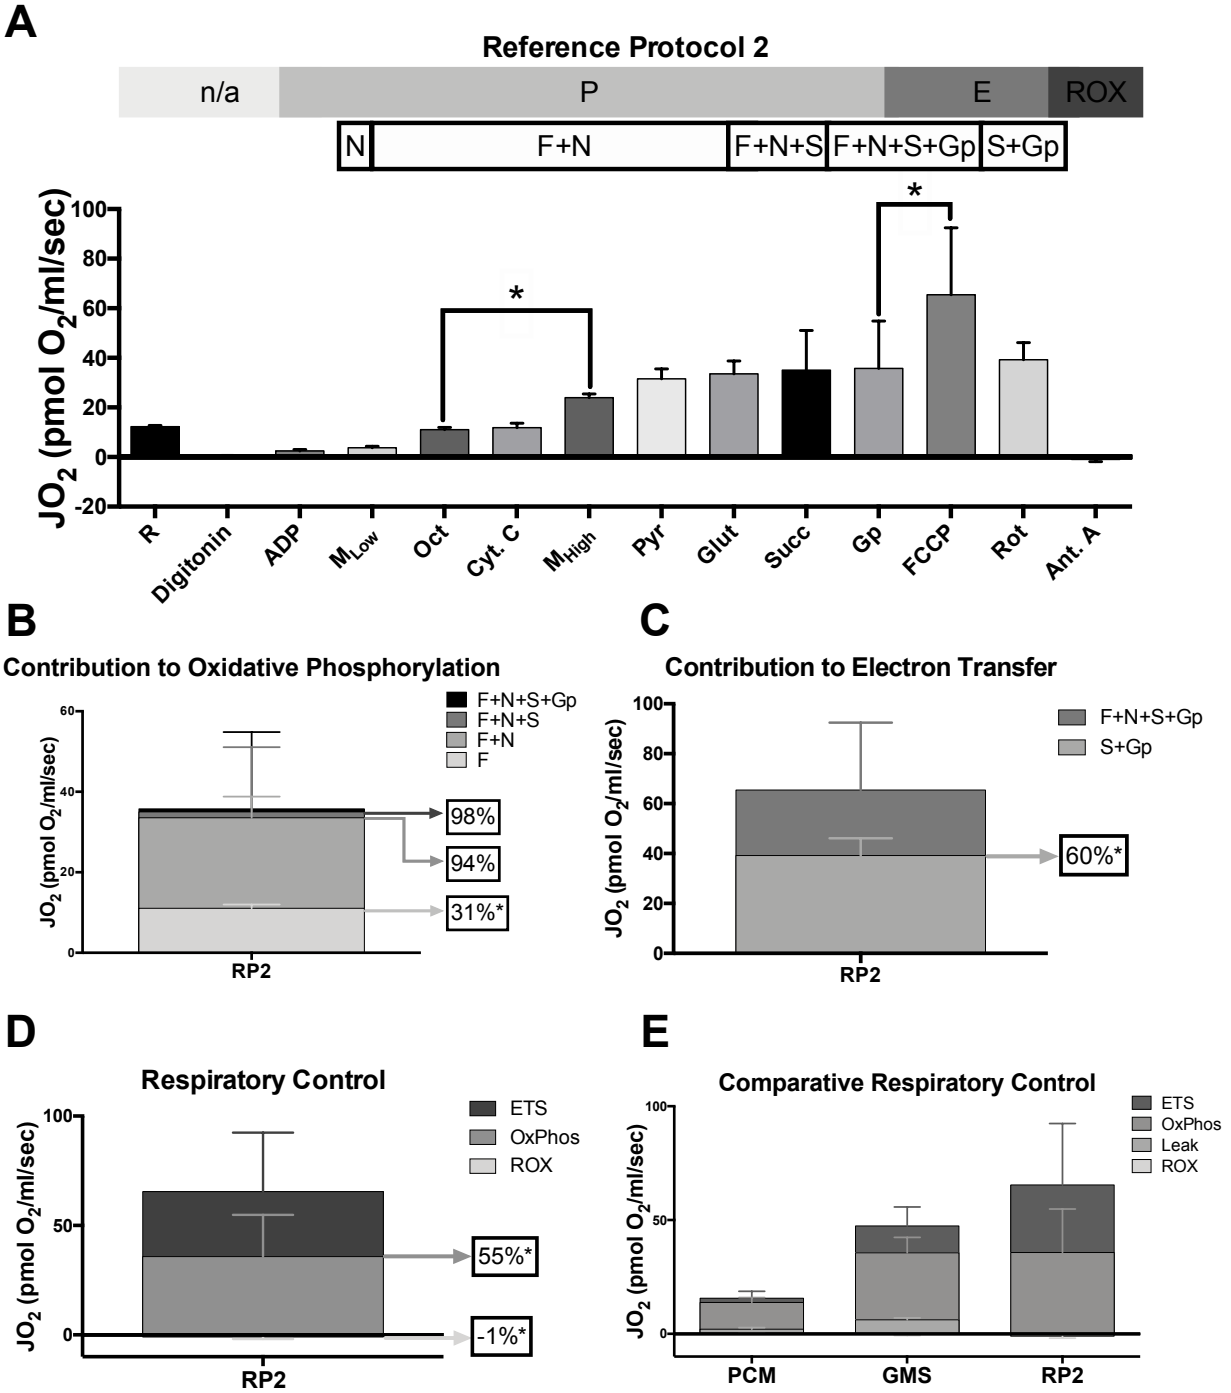 A
Reference Protocol 2
n/a P E ROX
N F+N F+N+S F+N+S+Gp S+Gp
JO2 (pmol O2/ml/sec)
100
80
60
40
20
0
-20
* *
R Digitonin ADP MLow Oct Cyt. C MHigh Pyr Glut Succ Gp FCCP Rot Ant. A
B
Contribution to Oxidative Phosphorylation
F+N+S+Gp
F+N+S
F+N
F
JO2 (pmol O2/ml/sec)
60
40
20
0
98%
94%
31%*
RP2
C
Contribution to Electron Transfer
F+N+S+Gp
S+Gp
JO2 (pmol O2/ml/sec)
100
80
60
40
20
0
60%*
RP2
D
Respiratory Control
ETS
OxPhos
ROX
JO2 (pmol O2/ml/sec)
100
50
0
55%*
-1%*
RP2
E
Comparative Respiratory Control
ETS
OxPhos
Leak
ROX
JO2 (pmol O2/ml/sec)
100
50
0
PCM GMS RP2